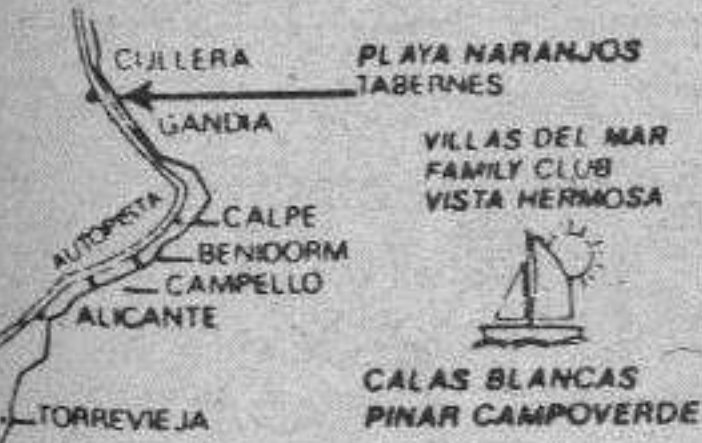 CULLERA
PLAYA NARANJOS
TABERNES
GANDIA
VILLAS DEL MAR
FAMILY CLUB
VISTA HERMOSA
AUTOPISTA
CALPE
BENIDORM
CAMPELLO
ALICANTE
CALAS BLANCAS
PINAR CAMPOVERDE
TORREVIEJA